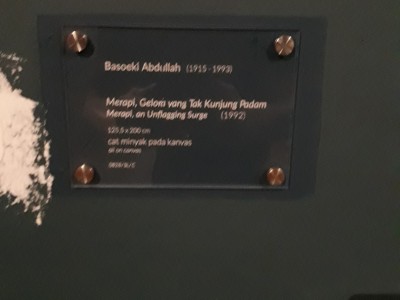 Basoeki Abdullah (1915 - 1993)
Merapi, Gelora yang Tak Kunjung Padam
Merapi, an Unflagging Surge (1992)
125,5 x 200 cm
cat minyak pada kanvas
oil on canvas